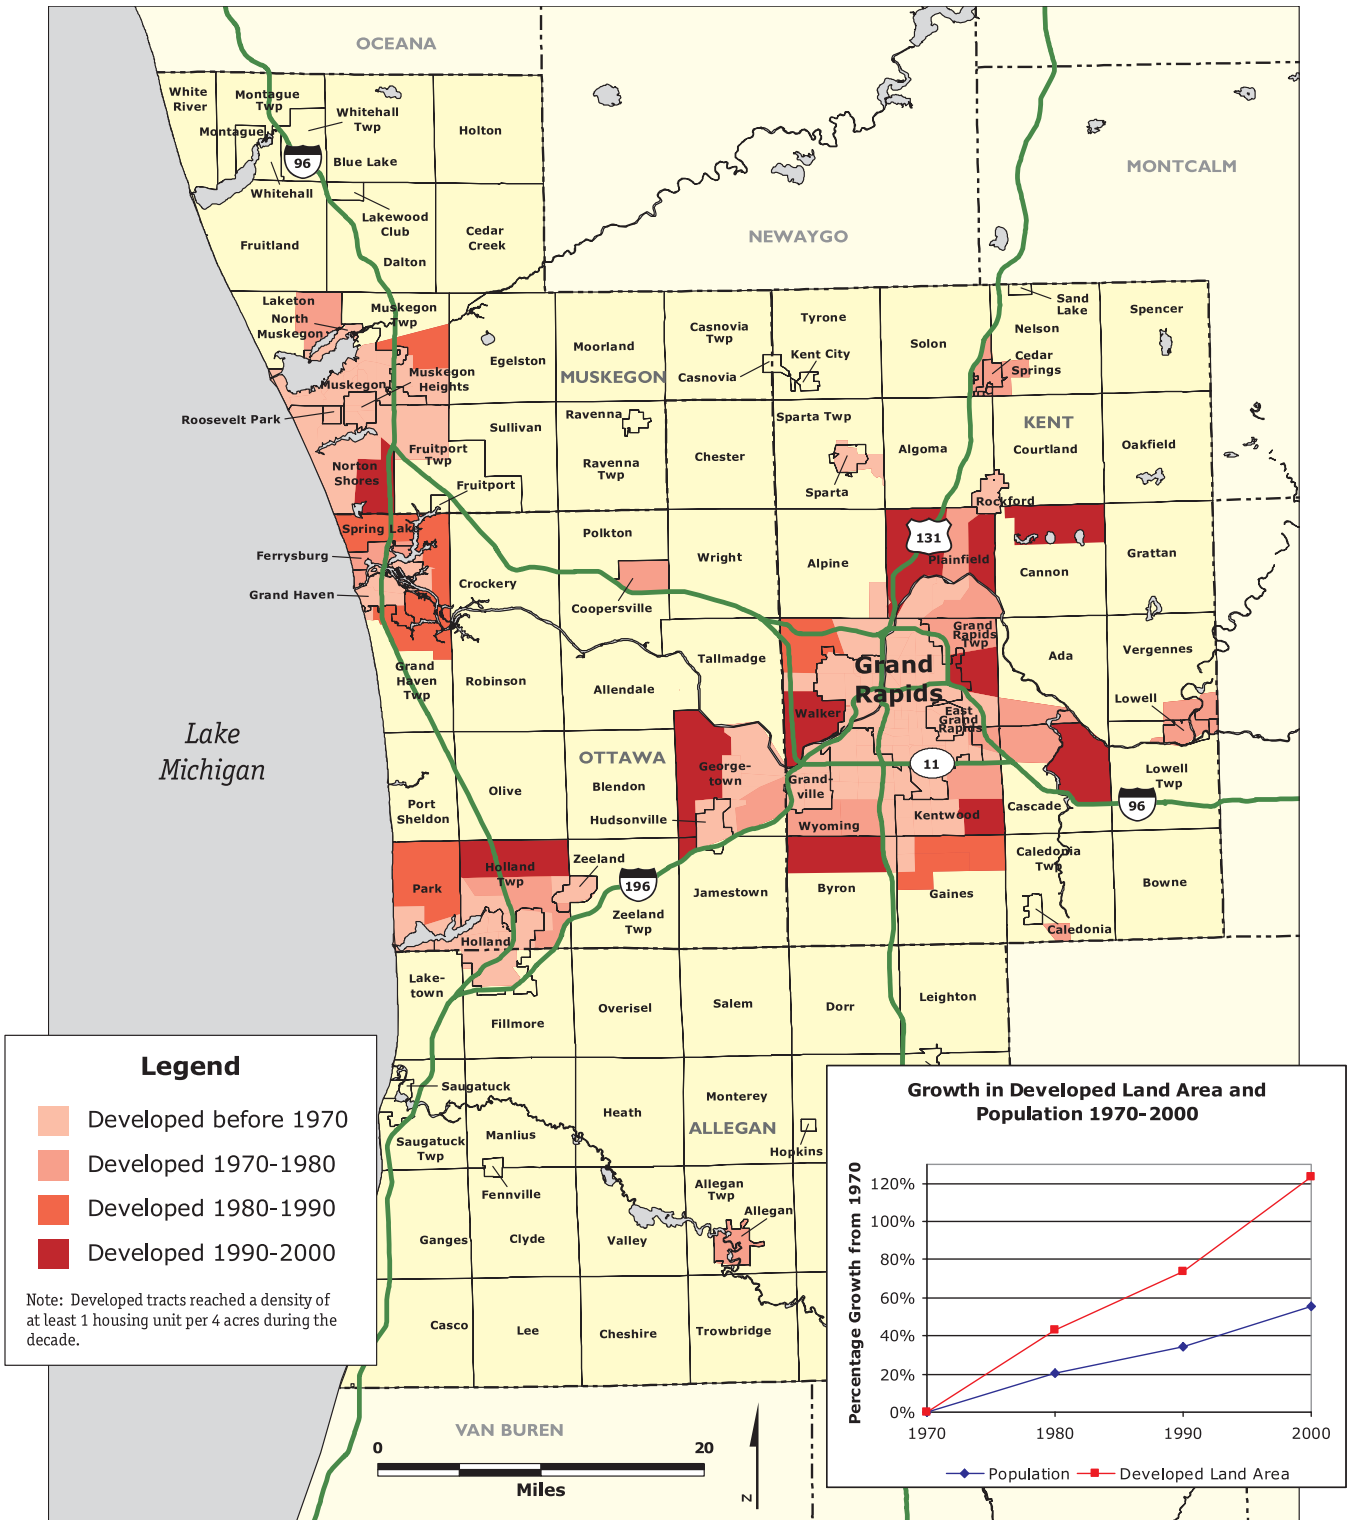 OCEANA
White
River
Montague
Twp
Whitehall
Twp
Montague
Holton
96
Blue Lake
Whitehall
MONTCALM
Lakewood
Club
Fruitland
Cedar
Creek
NEWAYGO
Dalton
Laketon
North
Muskegon
Muskegon
Twp
Sand
Lake
Spencer
Casnovia
Twp
Tyrone
Nelson
Egelston
Moorland
Kent City
Solon
Cedar
Springs
MUSKEGON
Casnovia
Muskegon
Muskegon
Heights
Roosevelt Park
Sullivan
Ravenna
Sparta Twp
KENT
Fruitport
Twp
Ravenna
Twp
Chester
Algoma
Courtland
Oakfield
Norton
Shores
Fruitport
Sparta
Rockford
Spring Lake
Polkton
131
Ferrysburg
Wright
Alpine
Plainfield
Cannon
Grattan
Crockery
Grand Haven
Coopersville
Grand
Rapids
Twp
Grand
Rapids
Tallmadge
Ada
Vergennes
Grand
Haven
Twp
Robinson
Allendale
Lowell
Walker
East
Grand
Rapids
Lake
Michigan
OTTAWA
George-
town
11
Lowell
Twp
Olive
Blendon
Grand-
ville
Port
Sheldon
Hudsonville
Wyoming
Kentwood
Cascade
96
Holland
Twp
Zeeland
Caledonia
Twp
Park
196
Jamestown
Byron
Gaines
Bowne
Zeeland
Twp
Holland
Caledonia
Lake-
town
Overisel
Salem
Dorr
Leighton
Fillmore
Saugatuck
Monterey
Heath
ALLEGAN
Saugatuck
Twp
Manlius
Hopkins
Fennville
Allegan
Twp
Allegan
Ganges
Clyde
Valley
Casco
Lee
Cheshire
Trowbridge
VAN BUREN
0 20
Miles
N
Legend
Developed before 1970
Developed 1970-1980
Developed 1980-1990
Developed 1990-2000
Note: Developed tracts reached a density of
at least 1 housing unit per 4 acres during the
decade.
Growth in Developed Land Area and
Population 1970-2000
Percentage Growth from 1970
120%
100%
80%
60%
40%
20%
0%
1970 1980 1990 2000
Population Developed Land Area